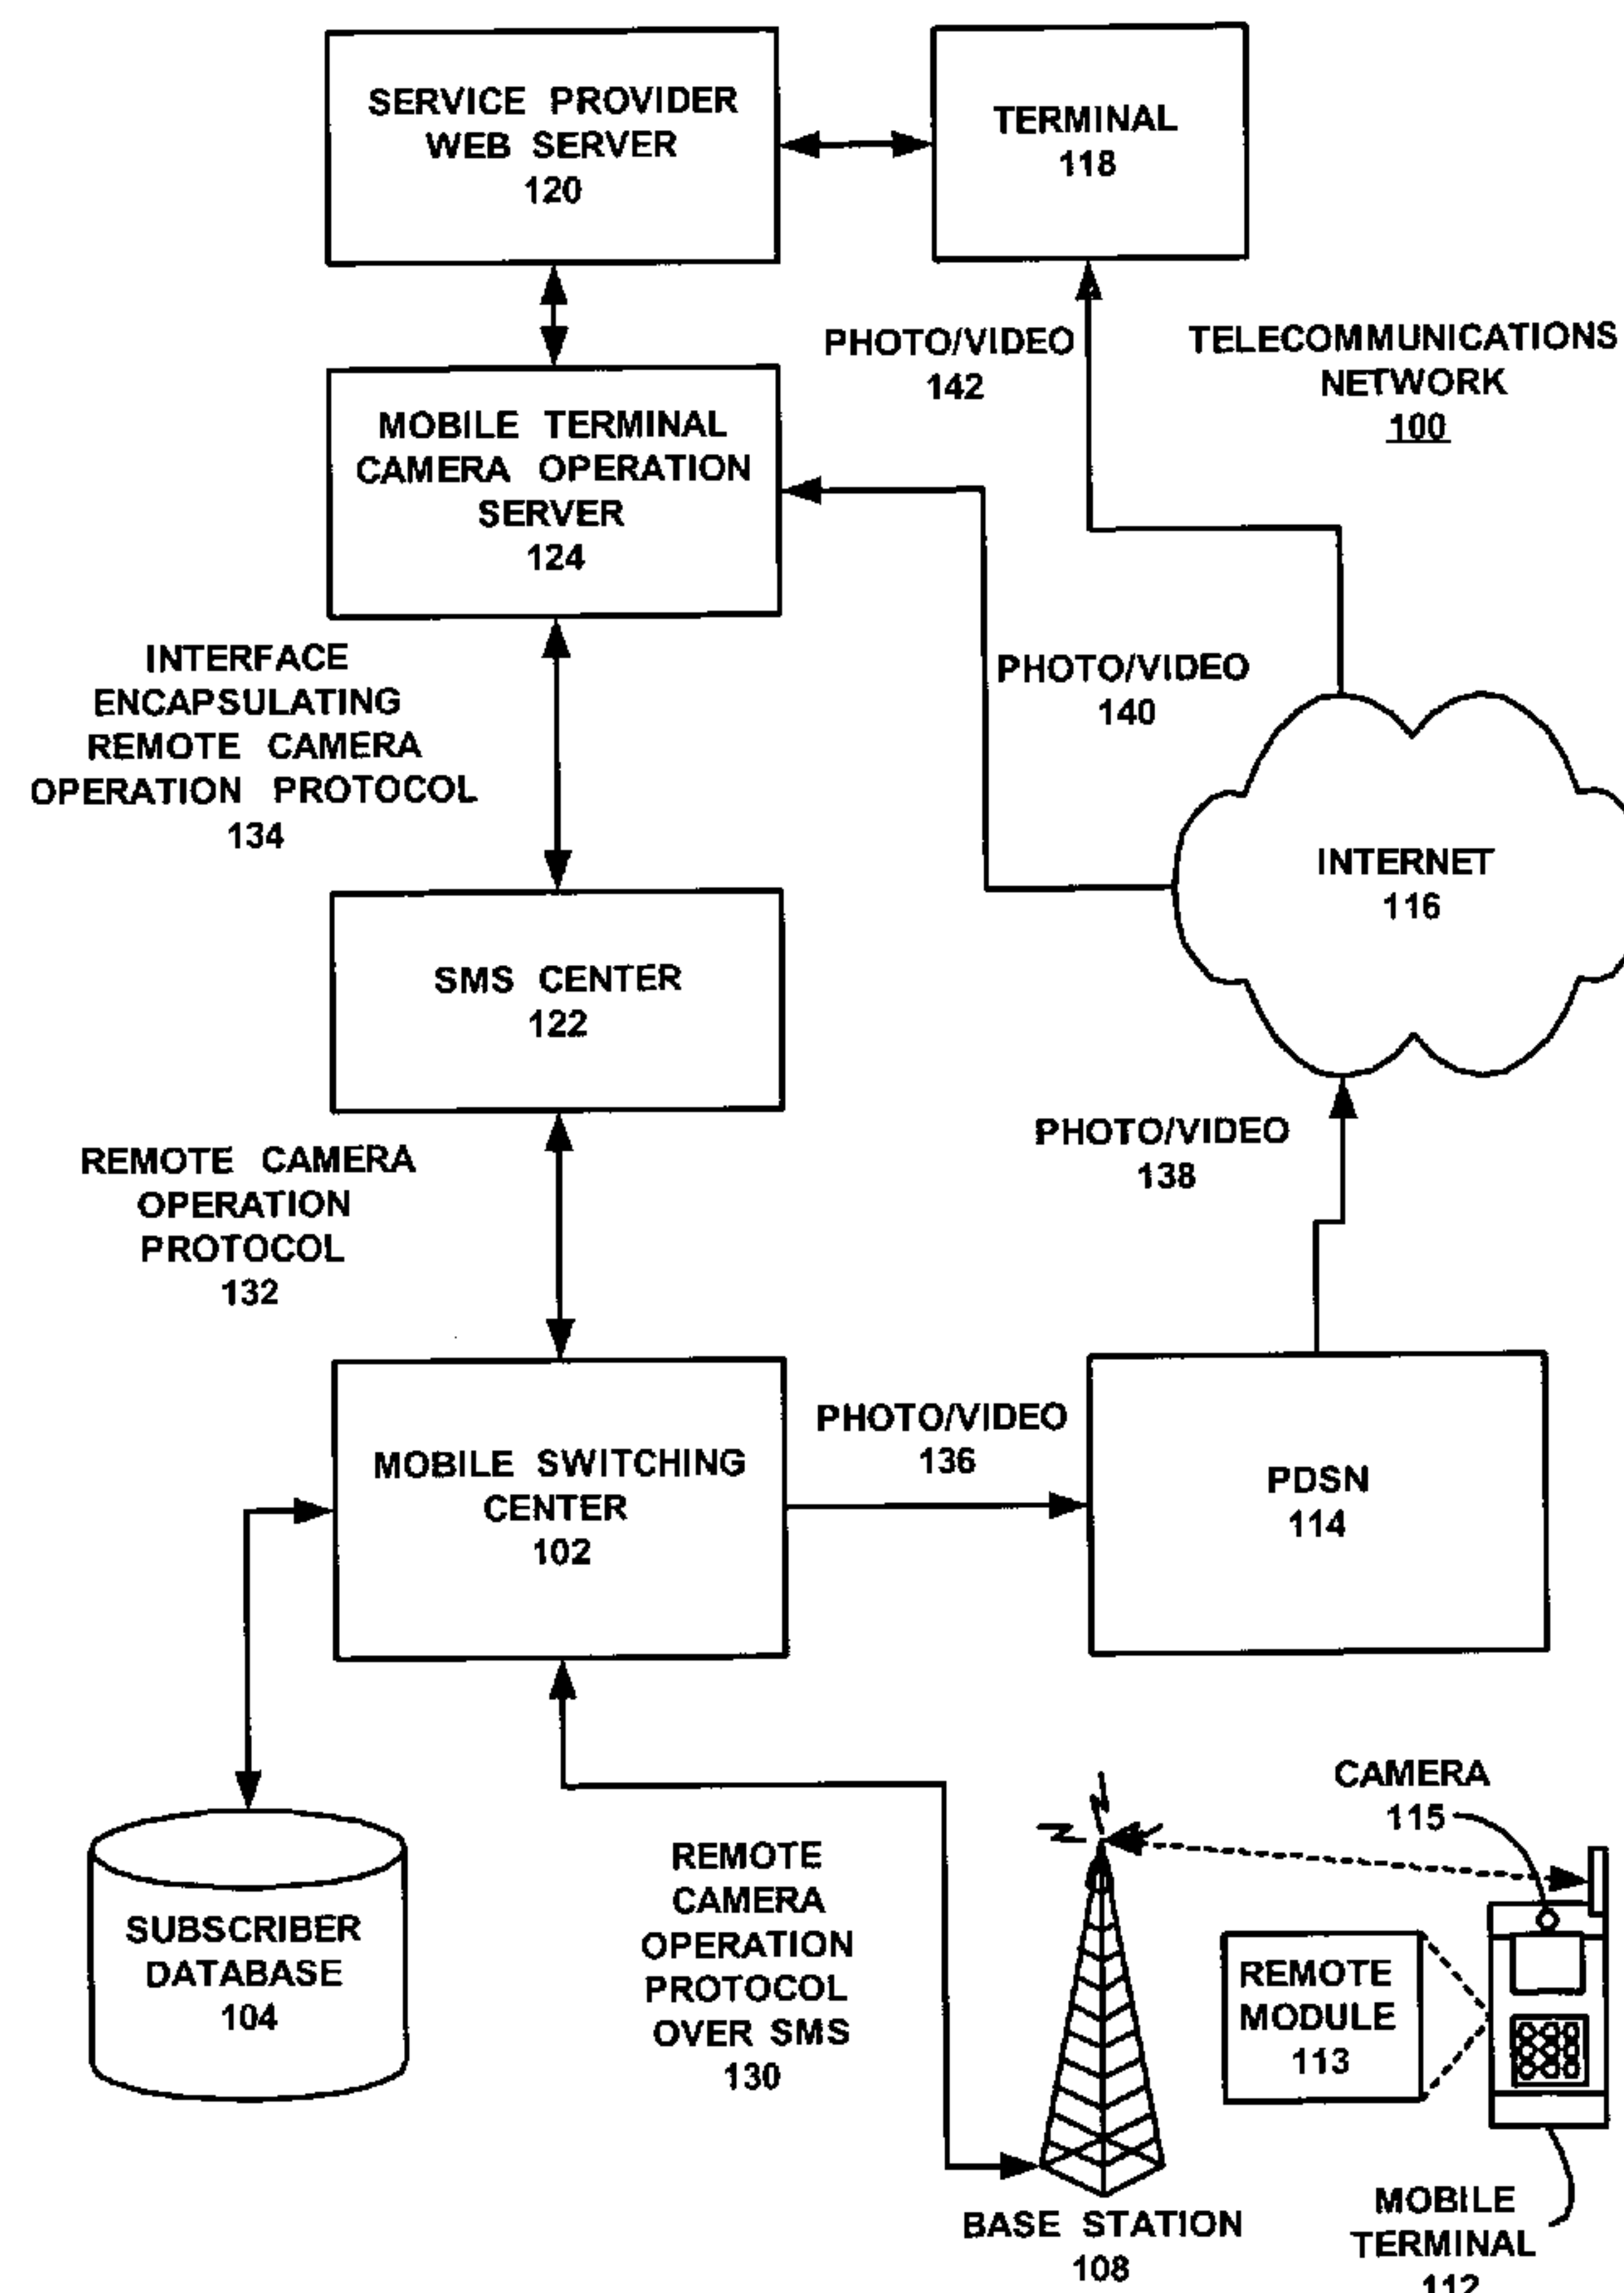 SERVICE PROVIDER
WEB SERVER
120
TERMINAL
118
PHOTO/VIDEO
142
TELECOMMUNICATIONS
NETWORK
100
MOBILE TERMINAL
CAMERA OPERATION
SERVER
124
INTERFACE
ENCAPSULATING
REMOTE CAMERA
OPERATION PROTOCOL
134
PHOTO/VIDEO
140
INTERNET
116
SMS CENTER
122
REMOTE CAMERA
OPERATION
PROTOCOL
132
PHOTO/VIDEO
138
MOBILE SWITCHING
CENTER
102
PHOTO/VIDEO
136
PDSN
114
SUBSCRIBER
DATABASE
104
REMOTE
CAMERA
OPERATION
PROTOCOL
OVER SMS
130
CAMERA
115
REMOTE
MODULE
113
BASE STATION
108
MOBILE
TERMINAL
112